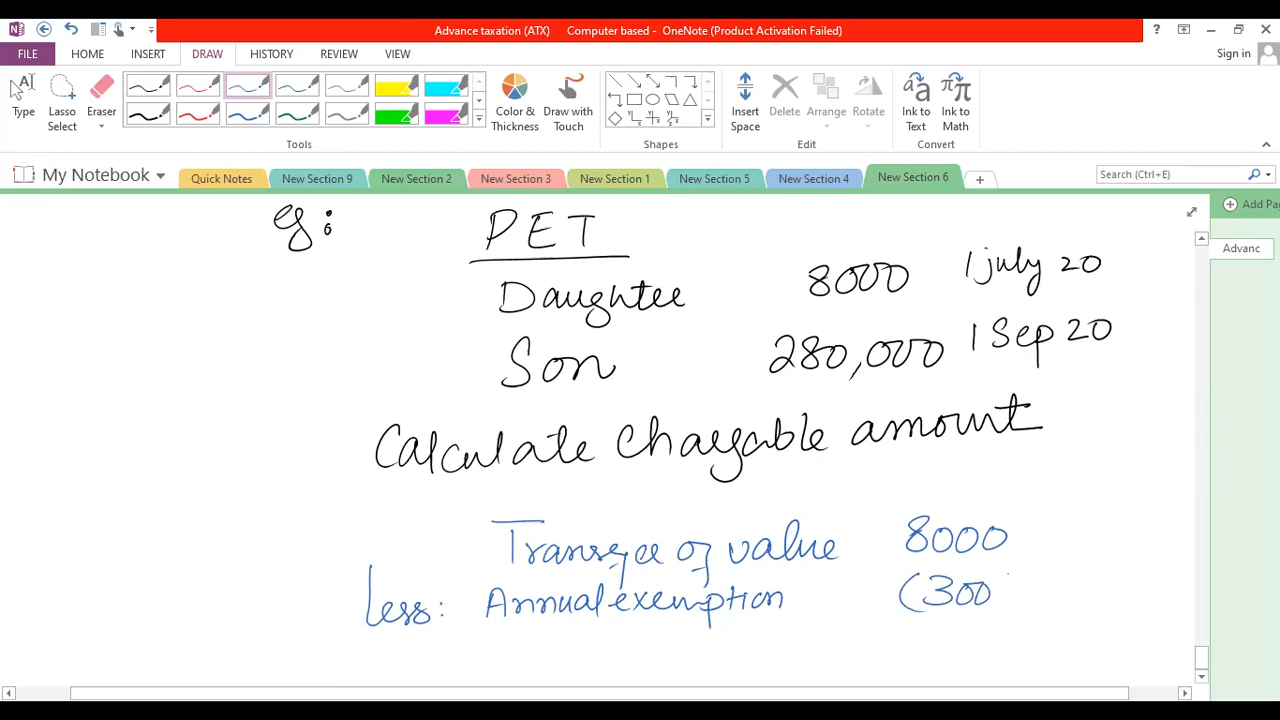 Advance taxation (ATX) Computer based - OneNote (Product Activation Failed)
FILE HOME INSERT DRAW HISTORY REVIEW VIEW Sign in
Type Lasso Select Eraser Color & Thickness Draw with Touch Insert Space Delete Arrange Rotate Ink to Text Ink to Math
Tools Shapes Edit Convert
My Notebook Quick Notes New Section 9 New Section 2 New Section 3 New Section 1 New Section 5 New Section 4 New Section 6 Search (Ctrl+E)
Add Pag
Advanc
eg: PET
Daughter 8000 1 july 20
Son 280,000 1 Sep 20
Calculate Chargable amount
Transfer of value 8000
Less: Annual exemption (300